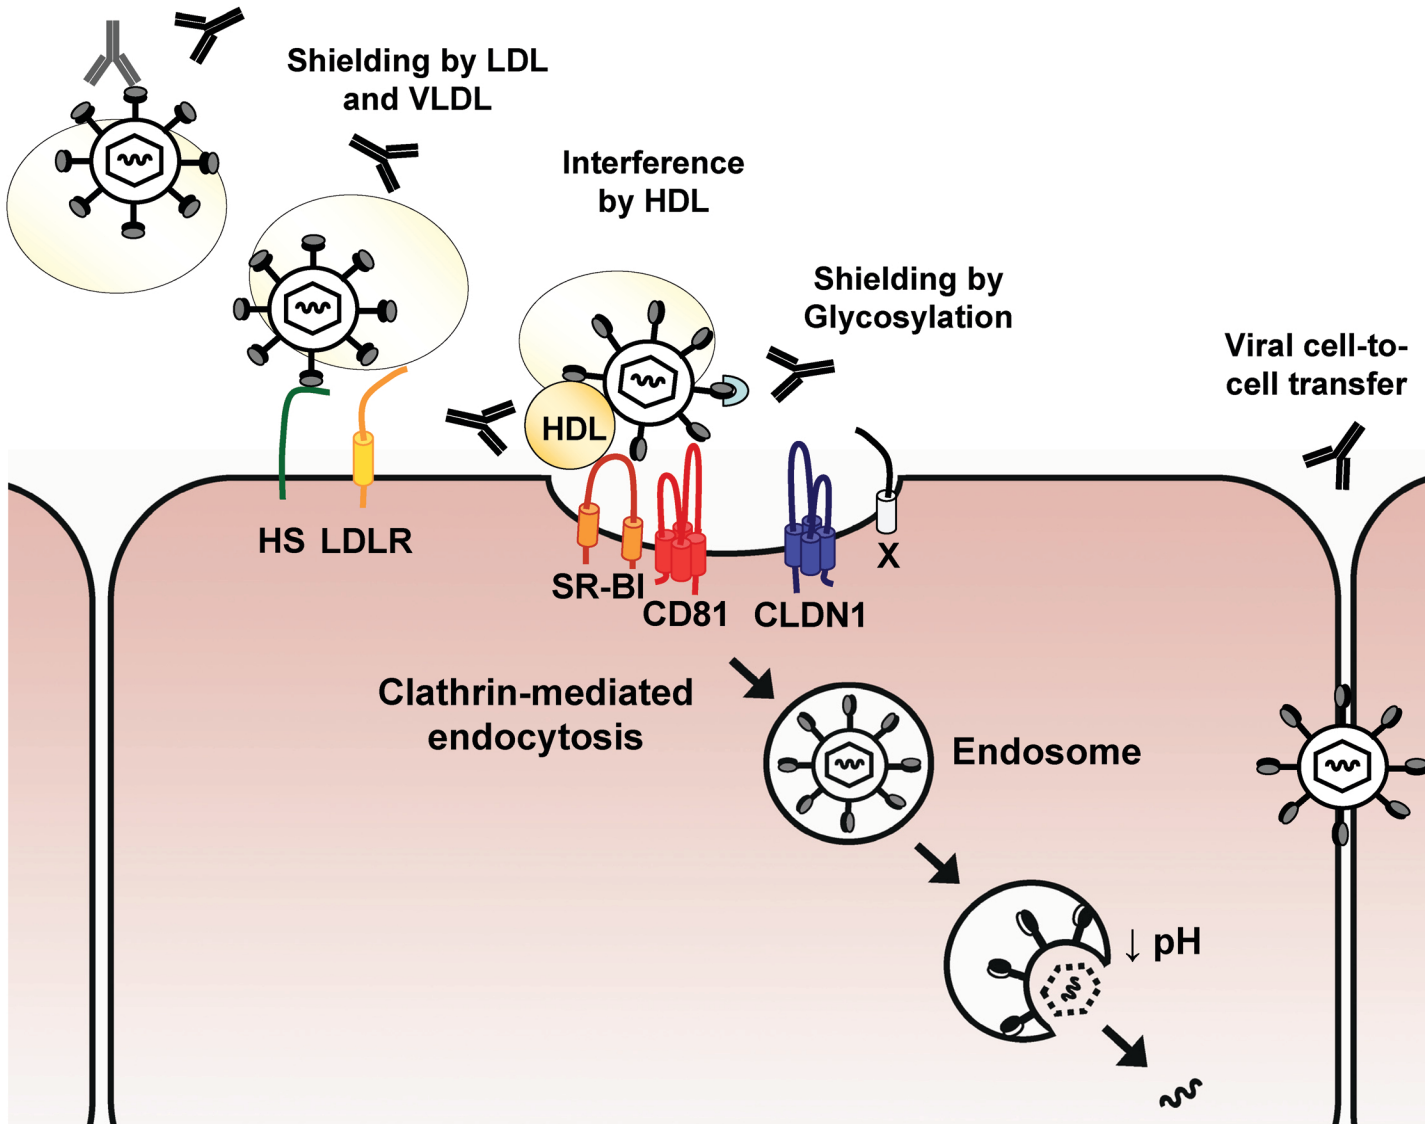 Shielding by LDL
and VLDL
Interference
by HDL
Shielding by
Glycosylation
Viral cell-to-
cell transfer
HDL
HS
LDLR
SR-BI
CD81
CLDN1
X
Clathrin-mediated
endocytosis
Endosome
↓ pH